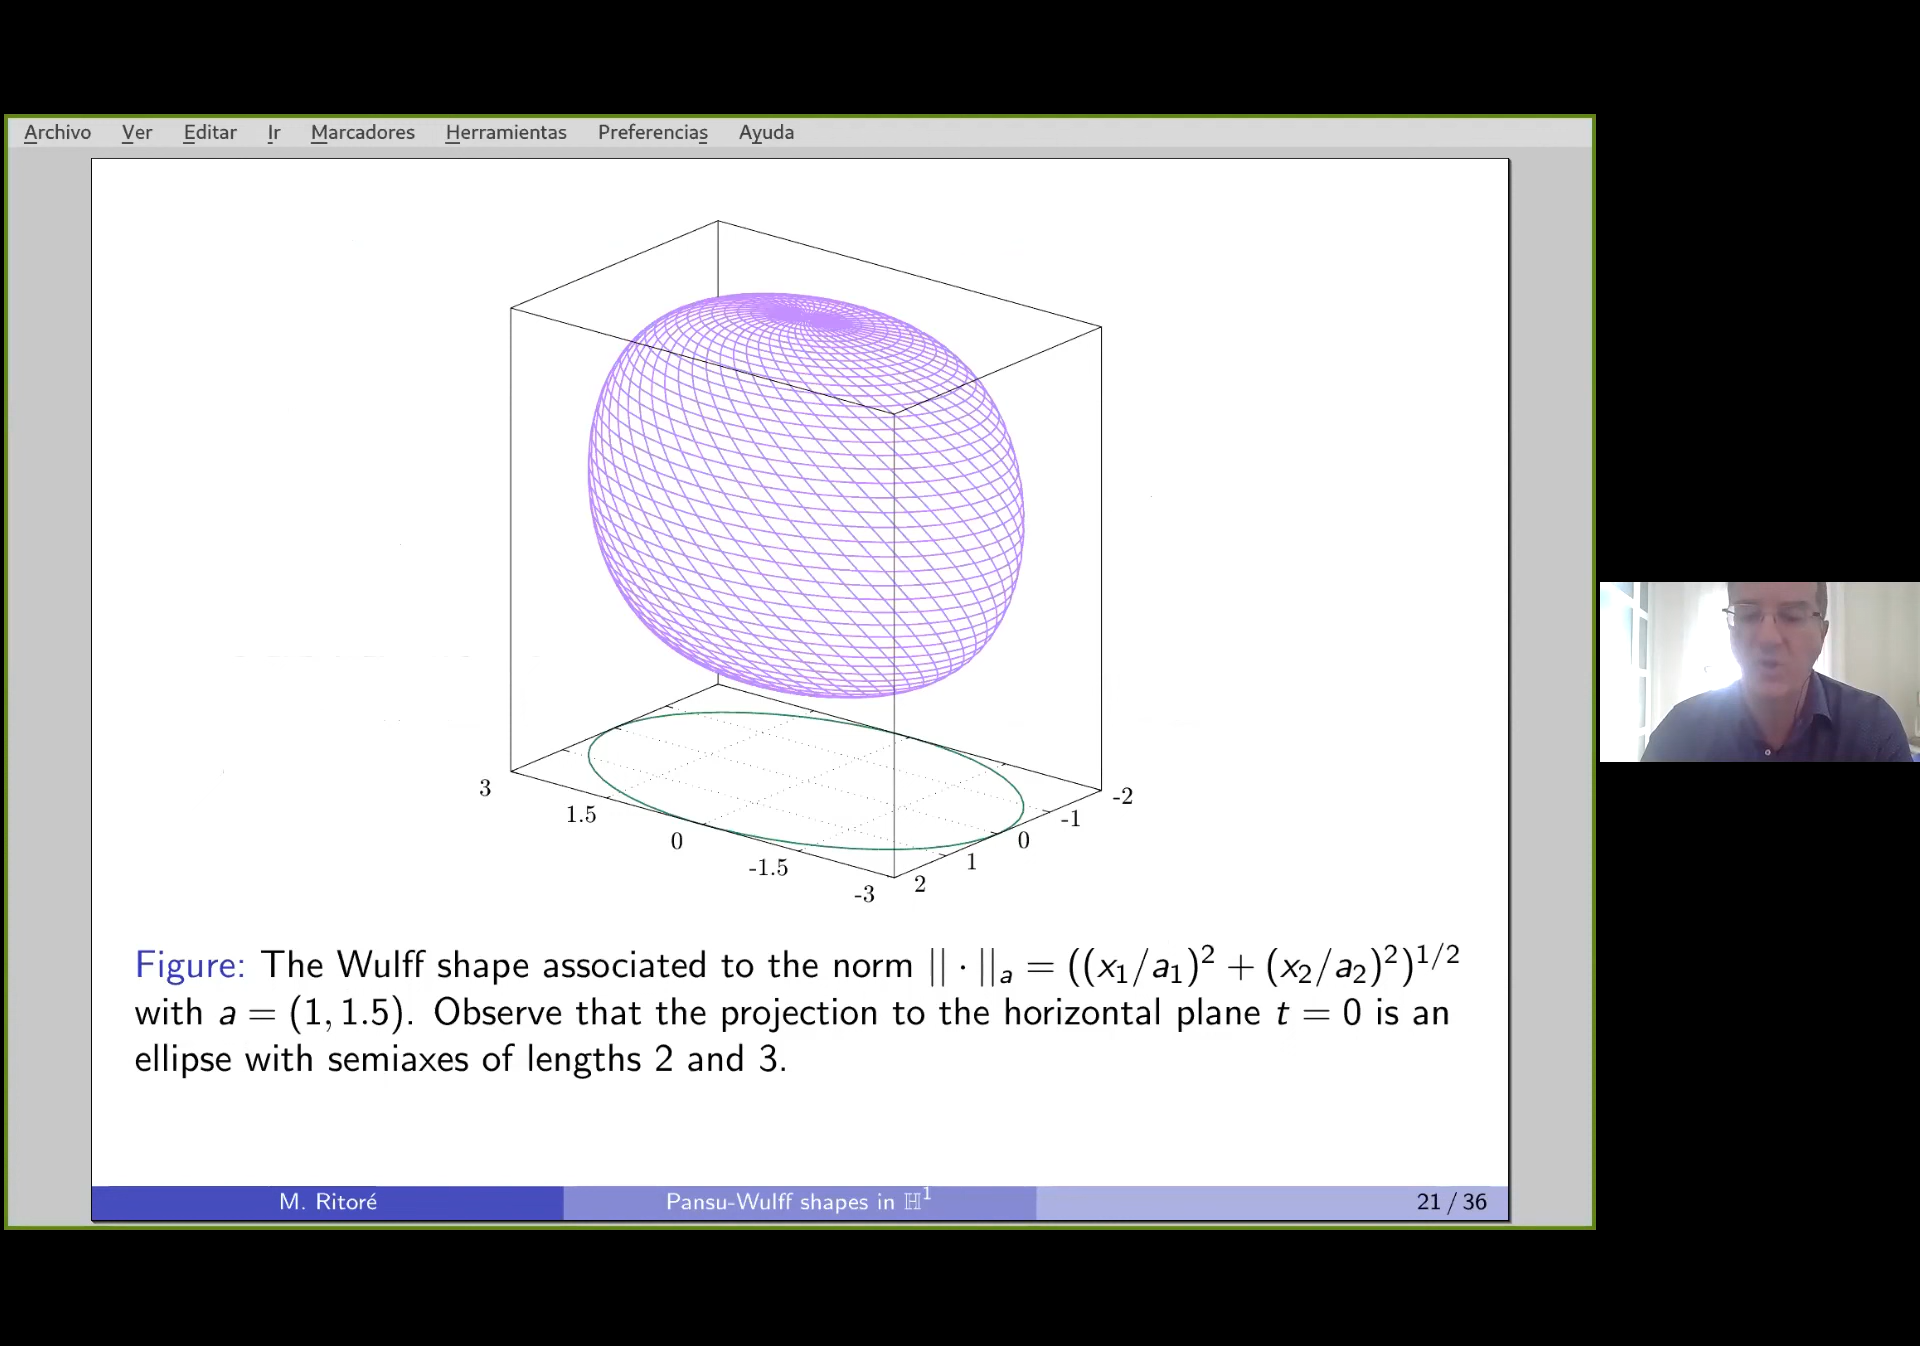 Archivo Ver Editar Ir Marcadores Herramientas Preferencias Ayuda
3
1.5
0
-1.5
-3
2
1
0
-1
-2
Figure: The Wulff shape associated to the norm || · ||ₐ = ((x₁/a₁)² + (x₂/a₂)²)^{1/2}
with a = (1, 1.5). Observe that the projection to the horizontal plane t = 0 is an
ellipse with semiaxes of lengths 2 and 3.
M. Ritoré Pansu-Wulff shapes in ℍ¹ 21 / 36